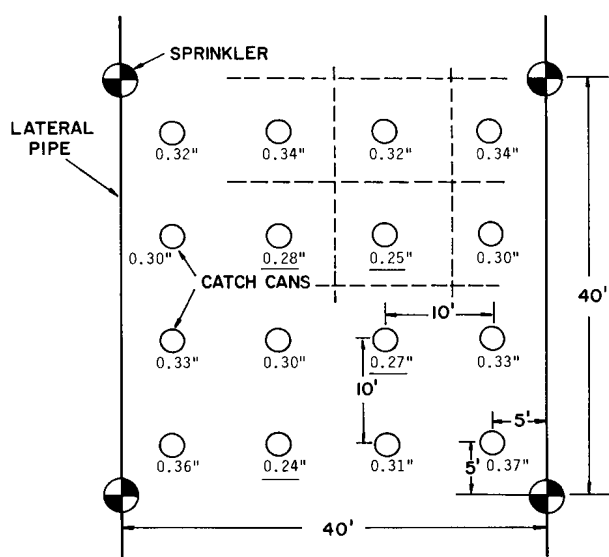 SPRINKLER
LATERAL
PIPE
0.32" 0.34" 0.32" 0.34"
0.30" 0.28" 0.25" 0.30"
CATCH CANS
10'
40'
0.33" 0.30" 0.27" 0.33"
10'
5'
0.36" 0.24" 0.31" 5' 0.37"
40'